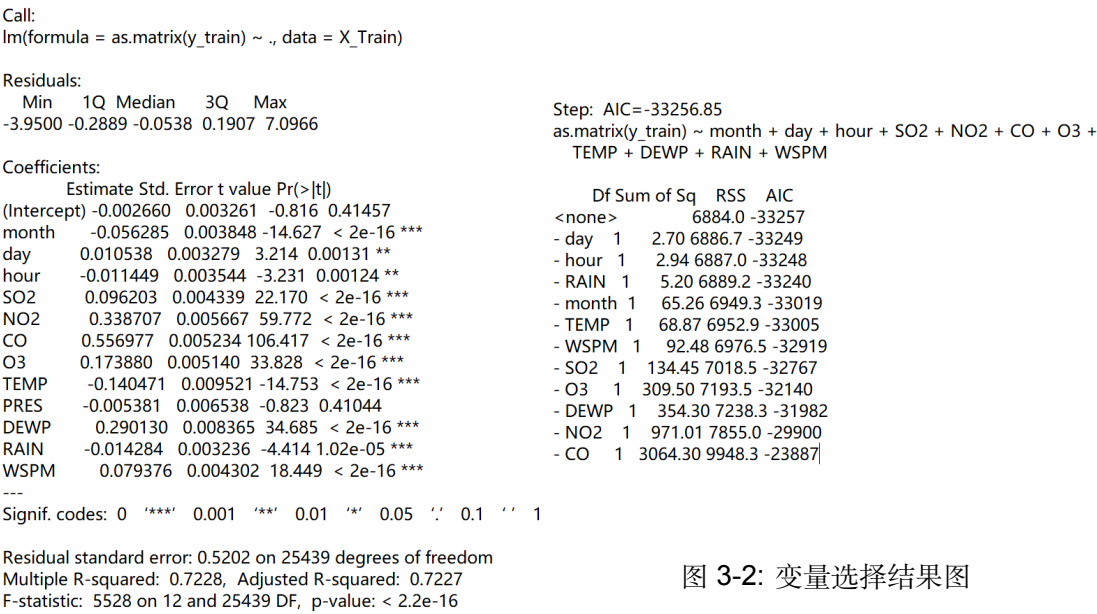 Call:
lm(formula = as.matrix(y_train) ~ ., data = X_Train)
Residuals:
Min 1Q Median 3Q Max
-3.9500 -0.2889 -0.0538 0.1907 7.0966
Coefficients:
Estimate Std. Error t value Pr(>|t|)
(Intercept) -0.002660 0.003261 -0.816 0.41457
month -0.056285 0.003848 -14.627 < 2e-16 ***
day 0.010538 0.003279 3.214 0.00131 **
hour -0.011449 0.003544 -3.231 0.00124 **
SO2 0.096203 0.004339 22.170 < 2e-16 ***
NO2 0.338707 0.005667 59.772 < 2e-16 ***
CO 0.556977 0.005234 106.417 < 2e-16 ***
O3 0.173880 0.005140 33.828 < 2e-16 ***
TEMP -0.140471 0.009521 -14.753 < 2e-16 ***
PRES -0.005381 0.006538 -0.823 0.41044
DEWP 0.290130 0.008365 34.685 < 2e-16 ***
RAIN -0.014284 0.003236 -4.414 1.02e-05 ***
WSPM 0.079376 0.004302 18.449 < 2e-16 ***
---
Signif. codes: 0 ‘***’ 0.001 ‘**’ 0.01 ‘*’ 0.05 ‘.’ 0.1 ‘ ’ 1
Residual standard error: 0.5202 on 25439 degrees of freedom
Multiple R-squared: 0.7228, Adjusted R-squared: 0.7227
F-statistic: 5528 on 12 and 25439 DF, p-value: < 2.2e-16
Step: AIC=-33256.85
as.matrix(y_train) ~ month + day + hour + SO2 + NO2 + CO + O3 +
TEMP + DEWP + RAIN + WSPM
Df Sum of Sq RSS AIC
<none> 6884.0 -33257
- day 1 2.70 6886.7 -33249
- hour 1 2.94 6887.0 -33248
- RAIN 1 5.20 6889.2 -33240
- month 1 65.26 6949.3 -33019
- TEMP 1 68.87 6952.9 -33005
- WSPM 1 92.48 6976.5 -32919
- SO2 1 134.45 7018.5 -32767
- O3 1 309.50 7193.5 -32140
- DEWP 1 354.30 7238.3 -31982
- NO2 1 971.01 7855.0 -29900
- CO 1 3064.30 9948.3 -23887
图 3-2: 变量选择结果图